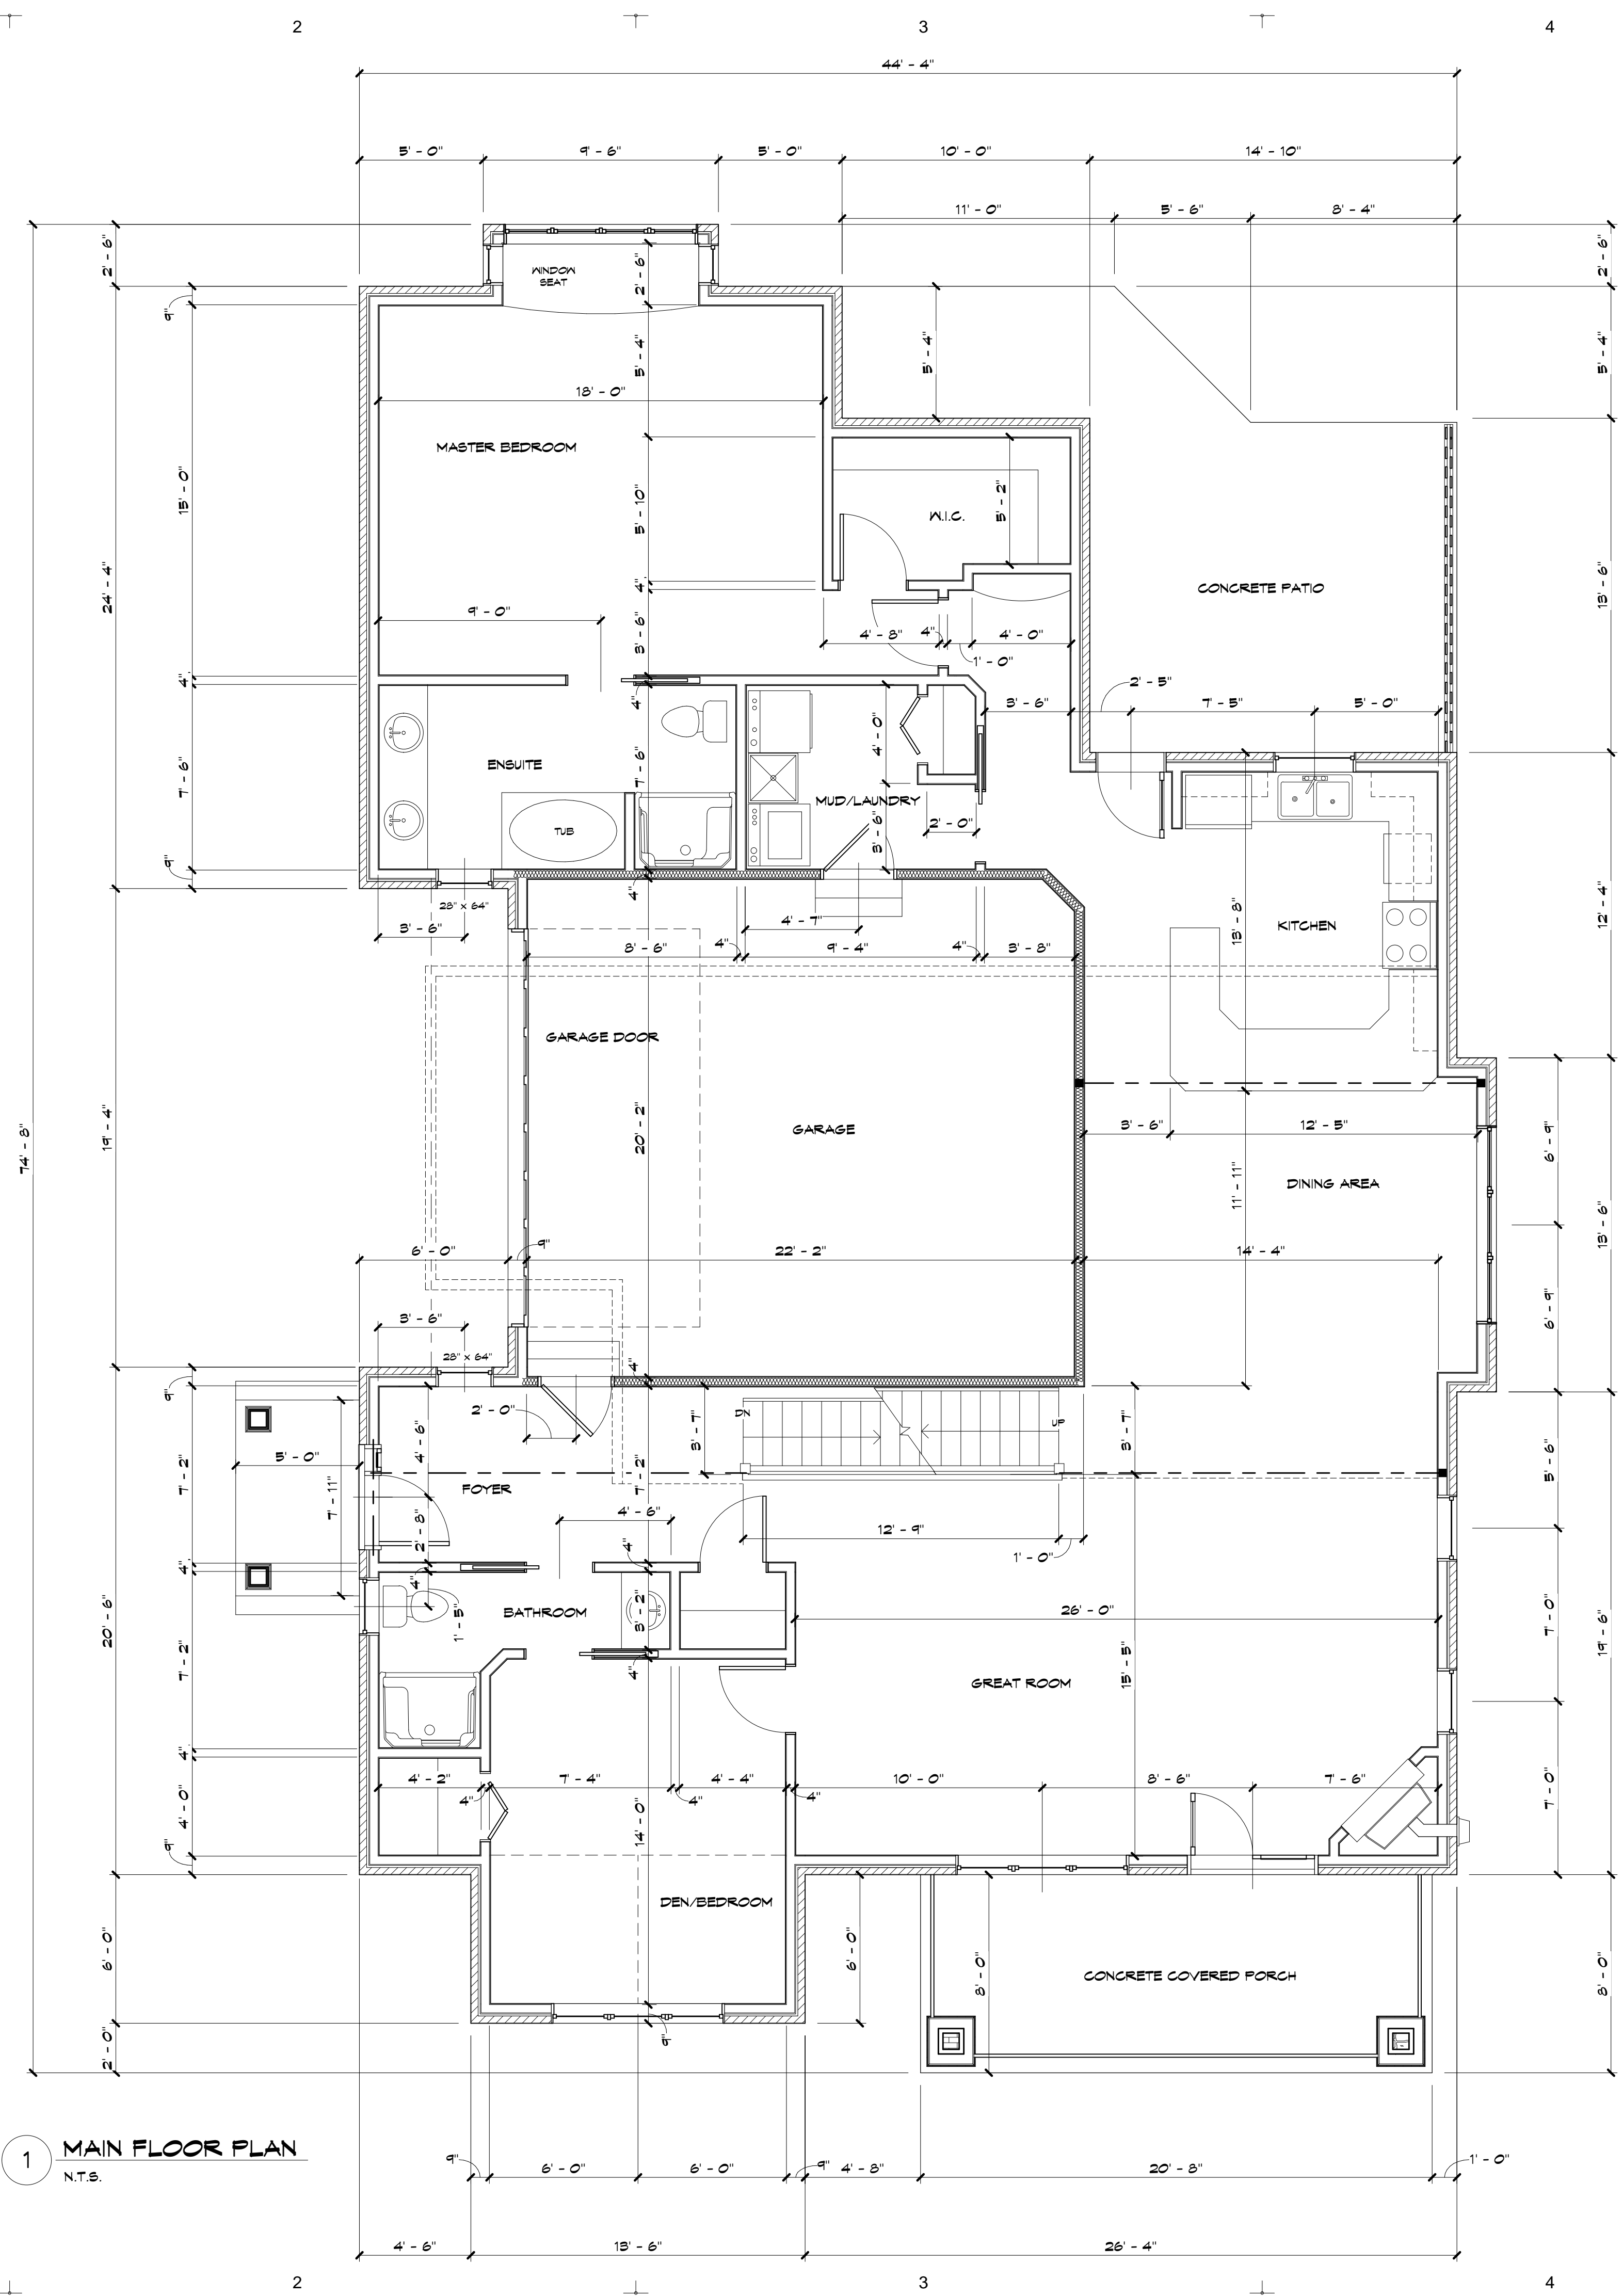 2 3 4
44' - 4"
5' - 0" 9' - 6" 5' - 0" 10' - 0" 14' - 10"
11' - 0" 5' - 6" 8' - 4"
2' - 6" 2' - 6" 2' - 6"
WINDOW
SEAT
9"
5' - 4" 5' - 4" 5' - 4"
18' - 0"
MASTER BEDROOM
15' - 0" 5' - 10" 5' - 2"
W.I.C.
24' - 4" 4" 13' - 6"
CONCRETE PATIO
9' - 0" 3' - 6" 4' - 8" 4" 4' - 0"
1' - 0"
4" 4" 2' - 5"
3' - 6" 7' - 5" 5' - 0"
7' - 6" 7' - 6" 4' - 0"
ENSUITE
MUD/LAUNDRY
TUB 3' - 6" 2' - 0"
9" 4"
28" x 64"
3' - 6" 4' - 7" 13' - 8" 12' - 4"
KITCHEN
8' - 6" 4" 9' - 4" 4" 3' - 8"
GARAGE DOOR
74' - 8" 19' - 4" 20' - 2"
GARAGE
3' - 6" 12' - 5" 6' - 9"
DINING AREA
11' - 11" 13' - 6"
6' - 0" 9" 22' - 2" 14' - 4"
6' - 9"
3' - 6"
28" x 64"
4"
9"
2' - 0" DN UP
4' - 6" 3' - 7" 3' - 7"
5' - 0" 7' - 2" 7' - 2" 5' - 6"
FOYER
7' - 11" 2' - 8" 4' - 6" 12' - 9"
1' - 0"
4" 4" 4"
BATHROOM
20' - 6" 1' - 5" 3' - 2" 26' - 0" 7' - 0" 19' - 6"
7' - 2" 4" 15' - 5"
GREAT ROOM
4"
4' - 2" 7' - 4" 4' - 4" 10' - 0" 8' - 6" 7' - 6"
4" 4" 4"
4' - 0" 14' - 0" 7' - 0"
9"
DEN/BEDROOM
6' - 0" 6' - 0" 8' - 0" 8' - 0"
CONCRETE COVERED PORCH
2' - 0" 9"
1 MAIN FLOOR PLAN
N.T.S.
9" 6' - 0" 6' - 0" 9" 4' - 8" 20' - 8" 1' - 0"
4' - 6" 13' - 6" 26' - 4"
2 3 4